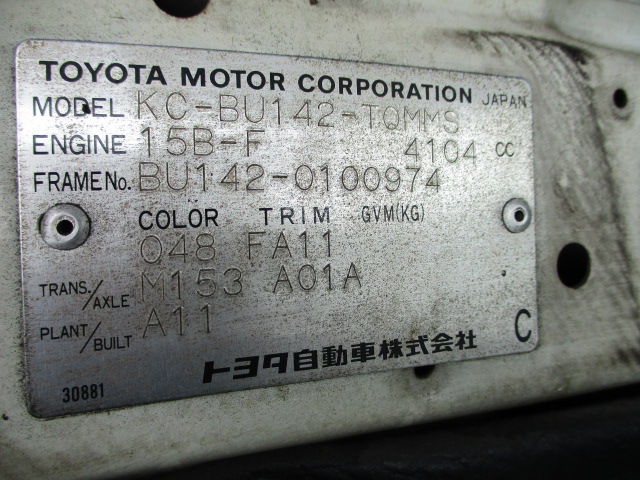 TOYOTA MOTOR CORPORATION JAPAN
MODEL KC-BU142-TQMMS
ENGINE 15B-F 4104 CC
FRAME No. BU142-0100974
COLOR TRIM GVM(KG)
048 FA11
TRANS./AXLE M153 A01A
PLANT/BUILT A11
トヨタ自動車株式会社 C
30881